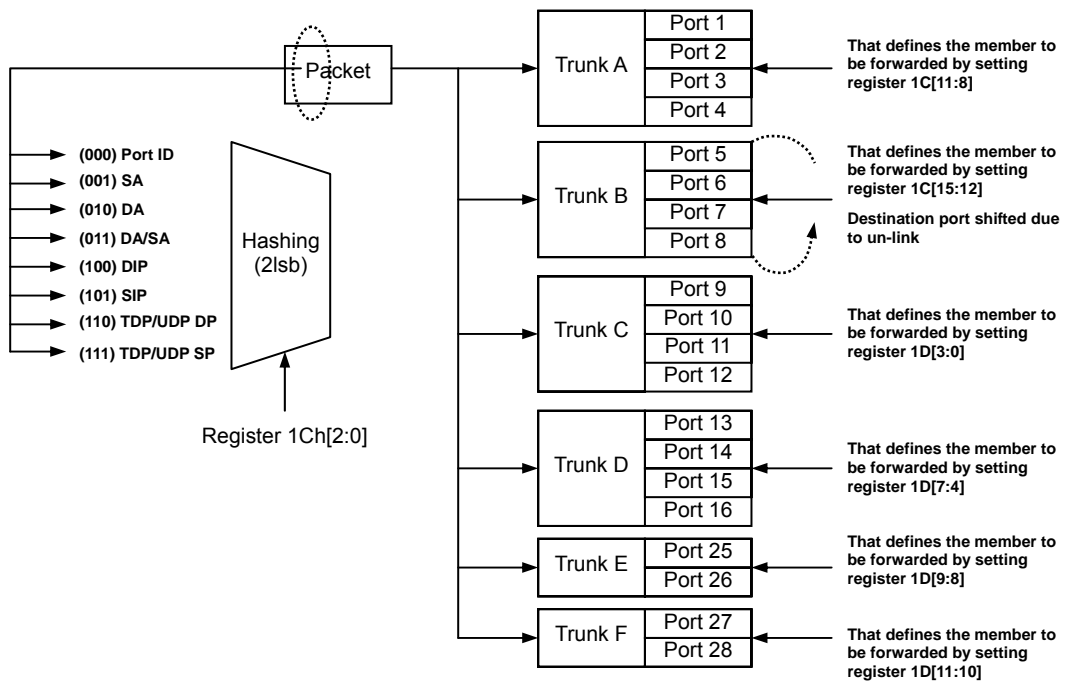 Packet
(000) Port ID
(001) SA
(010) DA
(011) DA/SA
(100) DIP
(101) SIP
(110) TDP/UDP DP
(111) TDP/UDP SP
Hashing
(2lsb)
Register 1Ch[2:0]
Trunk A
Port 1
Port 2
Port 3
Port 4
That defines the member to
be forwarded by setting
register 1C[11:8]
Trunk B
Port 5
Port 6
Port 7
Port 8
That defines the member to
be forwarded by setting
register 1C[15:12]
Destination port shifted due
to un-link
Trunk C
Port 9
Port 10
Port 11
Port 12
That defines the member to
be forwarded by setting
register 1D[3:0]
Trunk D
Port 13
Port 14
Port 15
Port 16
That defines the member to
be forwarded by setting
register 1D[7:4]
Trunk E
Port 25
Port 26
That defines the member to
be forwarded by setting
register 1D[9:8]
Trunk F
Port 27
Port 28
That defines the member to
be forwarded by setting
register 1D[11:10]